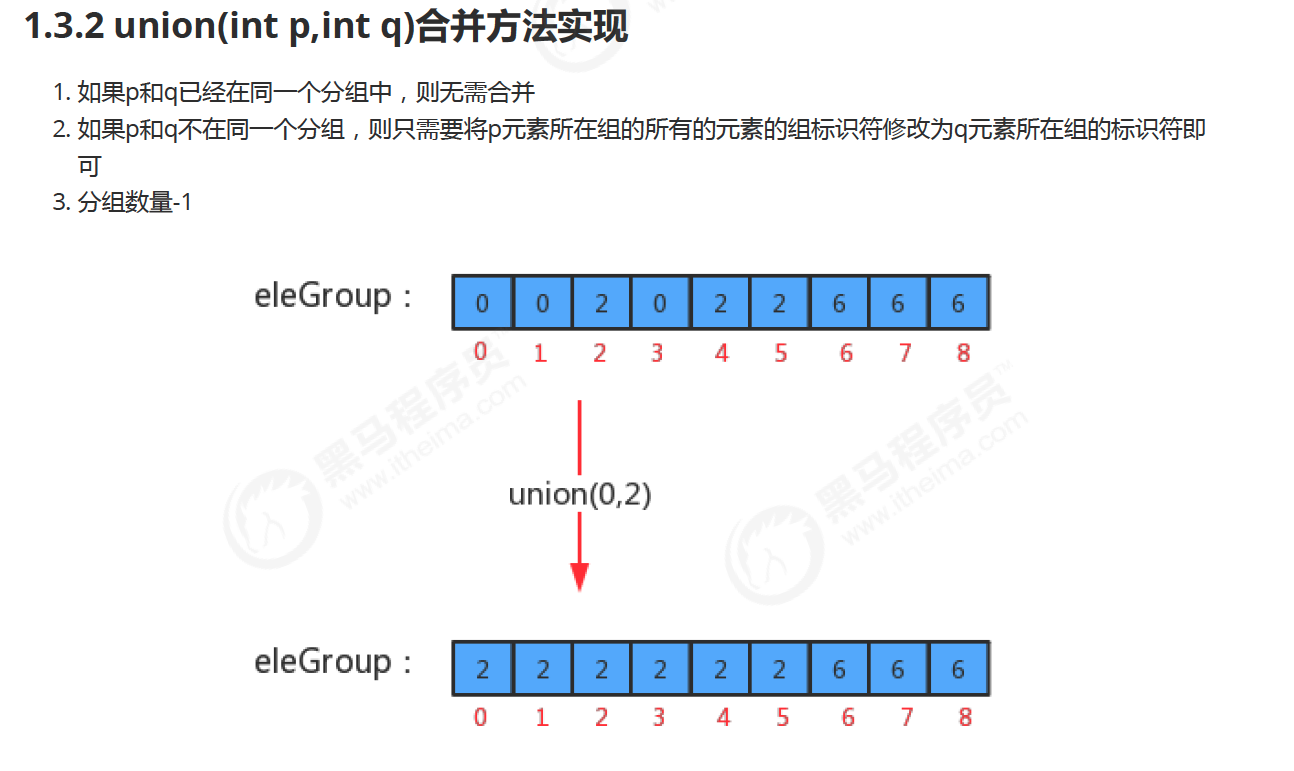 1.3.2 union(int p,int q)合并方法实现
1. 如果p和q已经在同一个分组中，则无需合并
2. 如果p和q不在同一个分组，则只需要将p元素所在组的所有的元素的组标识符修改为q元素所在组的标识符即
可
3. 分组数量-1
eleGroup：
0 0 2 0 2 2 6 6 6
0 1 2 3 4 5 6 7 8
黑马程序员
www.itheima.com
黑马程序员™
www.itheima.com
union(0,2)
eleGroup：
2 2 2 2 2 2 6 6 6
0 1 2 3 4 5 6 7 8